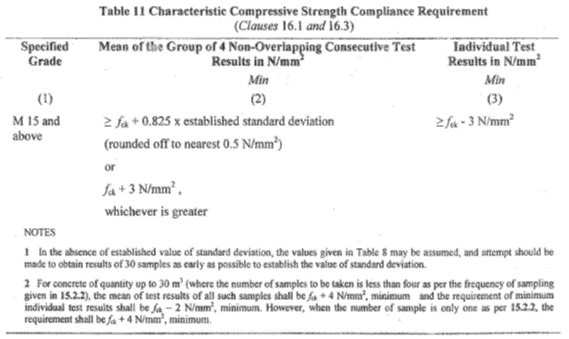 Table 11 Characteristic Compressive Strength Compliance Requirement
(Clauses 16.1 and 16.3)
Specified Grade Mean of the Group of 4 Non-Overlapping Consecutive Test Results in N/mm² Individual Test Results in N/mm²
Min Min
(1) (2) (3)
M 15 and above ≥ fck + 0.825 x established standard deviation ≥ fck - 3 N/mm²
(rounded off to nearest 0.5 N/mm²)
or
fck + 3 N/mm²,
whichever is greater
NOTES
1 In the absence of established value of standard deviation, the values given in Table 8 may be assumed, and attempt should be
made to obtain results of 30 samples as early as possible to establish the value of standard deviation.
2 For concrete of quantity up to 30 m³ (where the number of samples to be taken is less than four as per the frequency of sampling
given in 15.2.2), the mean of test results of all such samples shall be fck + 4 N/mm², minimum and the requirement of minimum
individual test results shall be fck – 2 N/mm², minimum. However, when the number of sample is only one as per 15.2.2, the
requirement shall be fck + 4 N/mm², minimum.